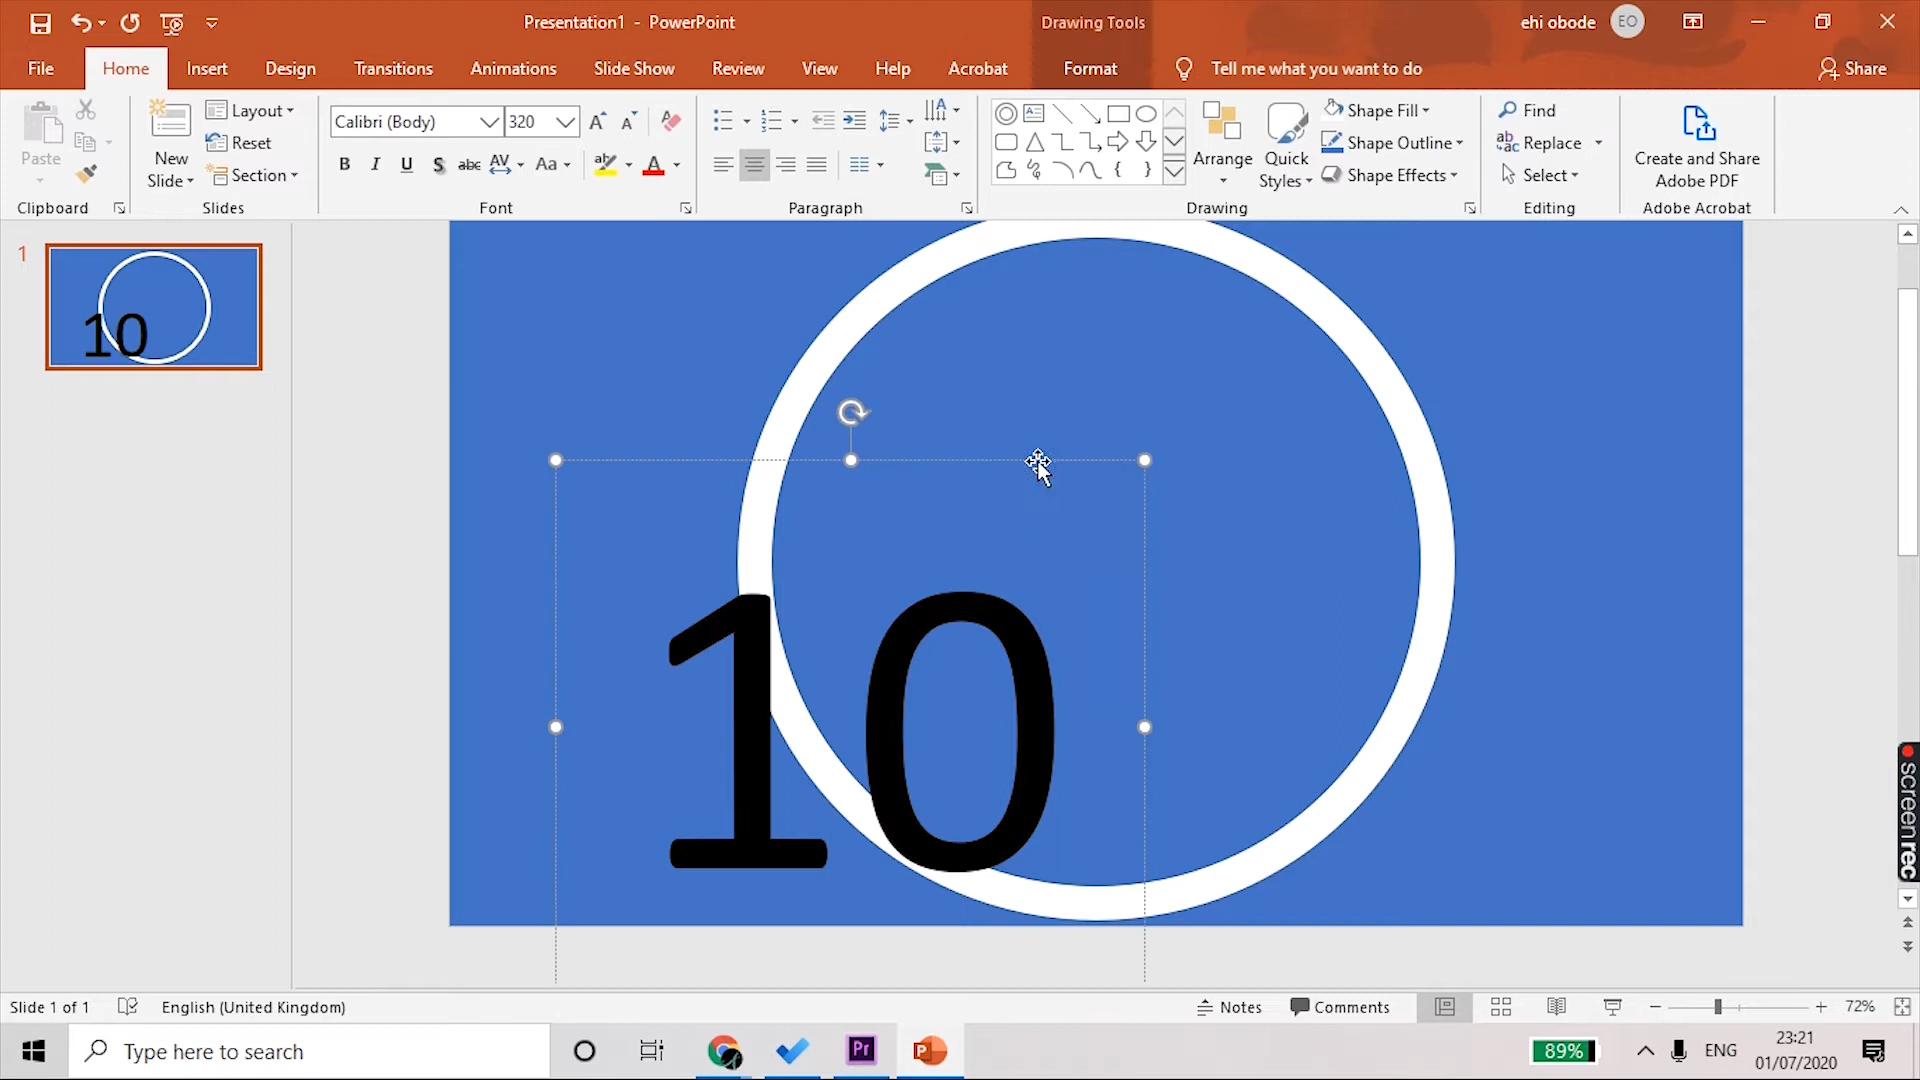 Presentation1 - PowerPoint
Drawing Tools
ehi obode
EO
File
Home
Insert
Design
Transitions
Animations
Slide Show
Review
View
Help
Acrobat
Format
Tell me what you want to do
Share
Paste
New
Slide
Layout
Reset
Section
Calibri (Body)
320
B I U S abc AV Aa A
Arrange
Quick
Styles
Shape Fill
Shape Outline
Shape Effects
Find
Replace
Select
Create and Share
Adobe PDF
Clipboard
Slides
Font
Paragraph
Drawing
Editing
Adobe Acrobat
1
10
10
screenrec
Slide 1 of 1
English (United Kingdom)
Notes
Comments
72%
Type here to search
Pr
P
89%
ENG
23:21
01/07/2020